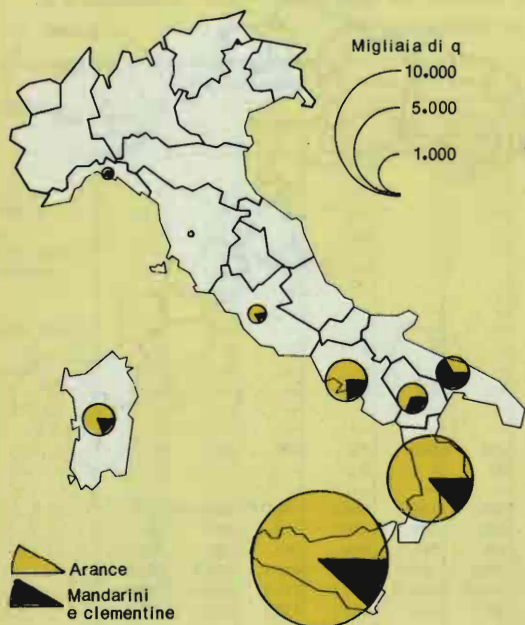 Migliaia di q
10.000
5.000
1.000
Arance
Mandarini
e clementine